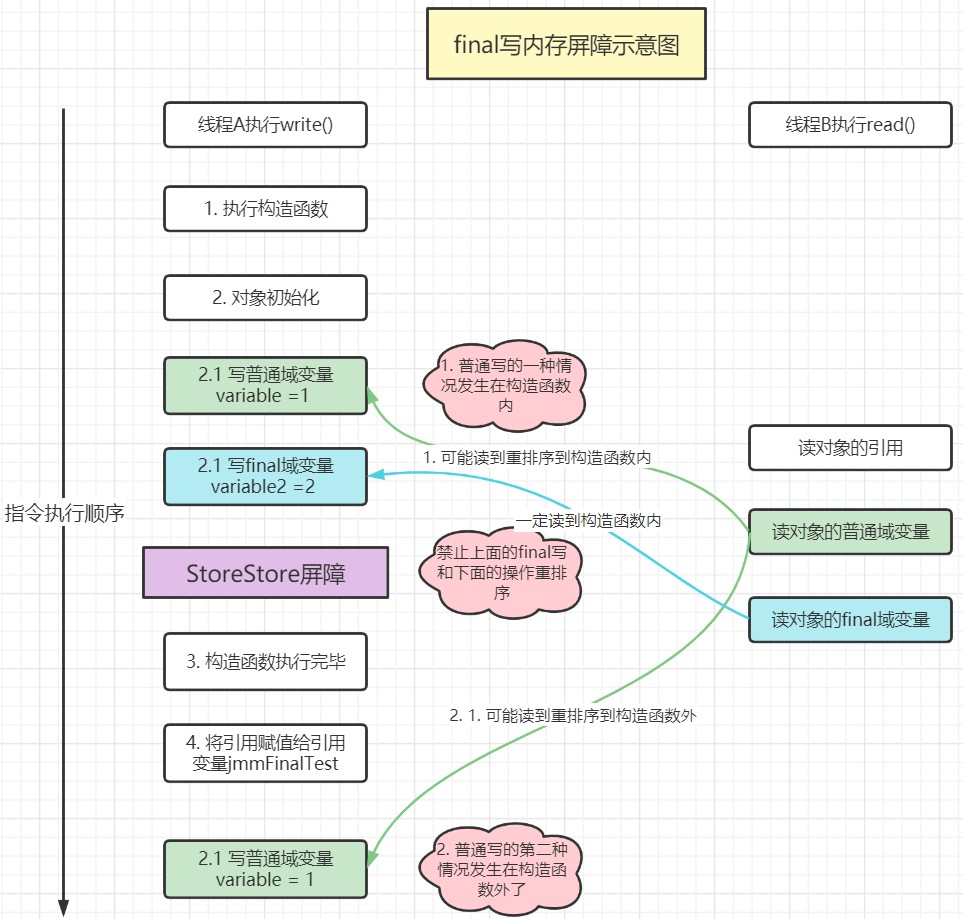 final写内存屏障示意图
线程A执行write()
线程B执行read()
1. 执行构造函数
2. 对象初始化
2.1 写普通域变量
variable =1
1. 普通写的一种情
况发生在构造函数
内
1. 可能读到重排序到构造函数内
读对象的引用
2.1 写final域变量
variable2 =2
指令执行顺序
一定读到构造函数内
读对象的普通域变量
StoreStore屏障
禁止上面的final写
和下面的操作重排
序
读对象的final域变量
3. 构造函数执行完毕
2. 1. 可能读到重排序到构造函数外
4. 将引用赋值给引用
变量jmmFinalTest
2.1 写普通域变量
variable = 1
2. 普通写的第二种
情况发生在构造函
数外了